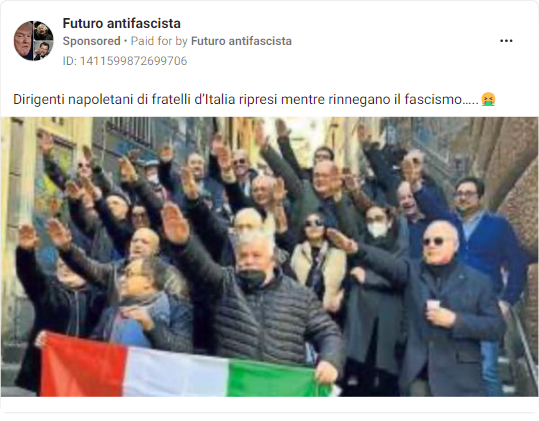 Futuro antifascista
Sponsored • Paid for by Futuro antifascista
ID: 1411599872699706
Dirigenti napoletani di fratelli d'Italia ripresi mentre rinnegano il fascismo.....🤮